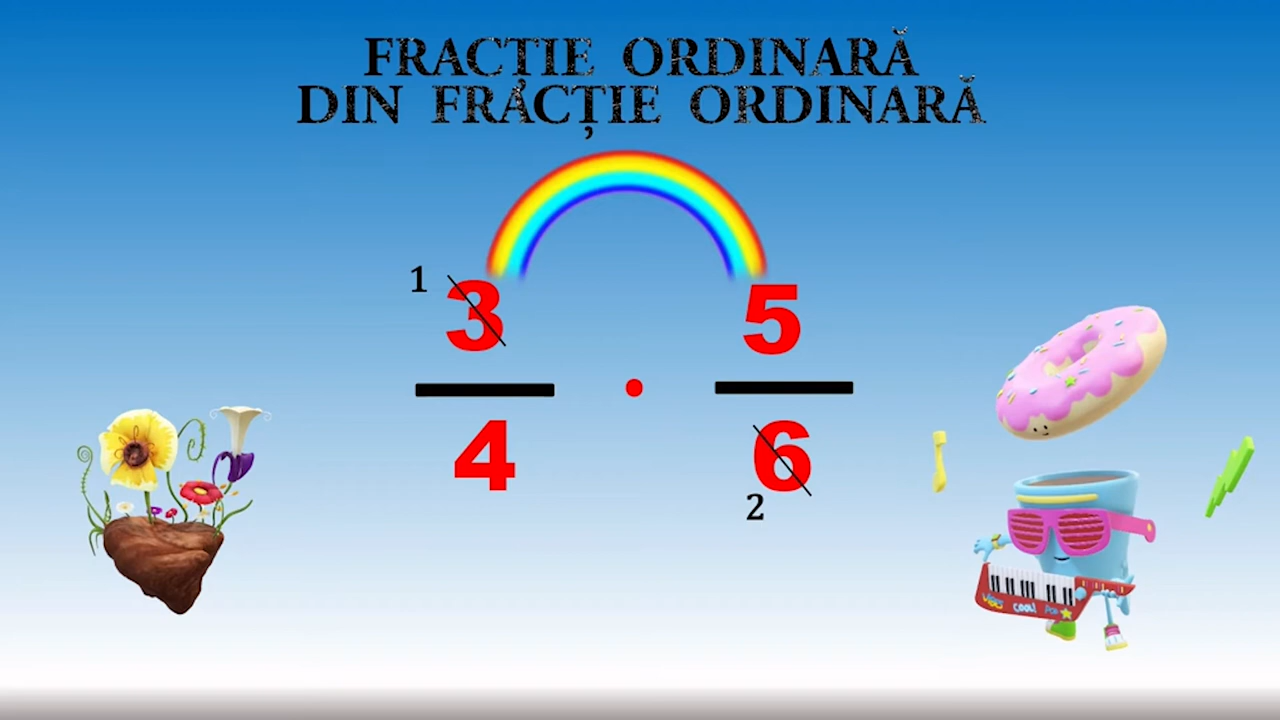 FRACȚIE ORDINARĂ
DIN FRACȚIE ORDINARĂ
1 3 5
4 · 6
2
COOL